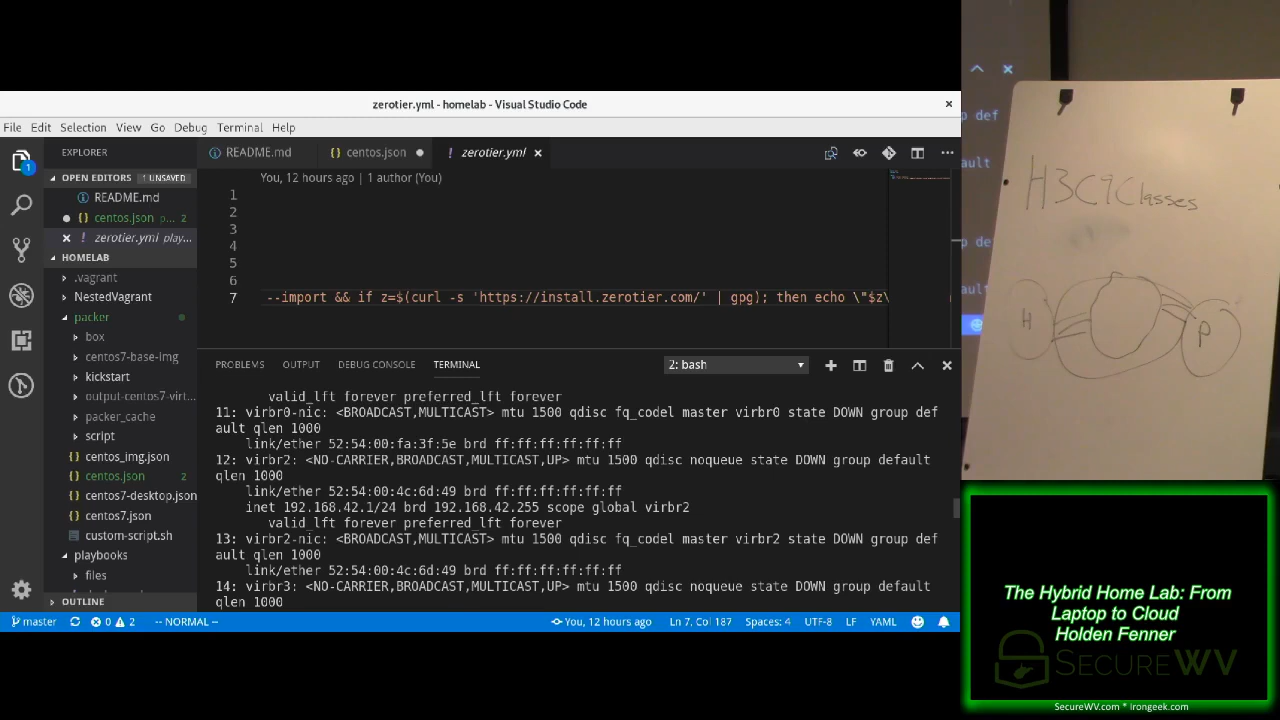 zerotier.yml - homelab - Visual Studio Code
File Edit Selection View Go Debug Terminal Help
EXPLORER
README.md
centos.json
zerotier.yml
OPEN EDITORS 1 UNSAVED
README.md
centos.json p... 2
zerotier.yml play...
HOMELAB
.vagrant
NestedVagrant
packer
box
centos7-base-img
kickstart
output-centos7-virt...
packer_cache
script
centos_img.json
centos.json 2
centos7-desktop.json
centos7.json
custom-script.sh
playbooks
files
OUTLINE
You, 12 hours ago | 1 author (You)
1
2
3
4
5
6
7 --import && if z=$(curl -s 'https://install.zerotier.com/' | gpg); then echo \"$z\
PROBLEMS OUTPUT DEBUG CONSOLE TERMINAL 2: bash
valid_lft forever preferred_lft forever
11: virbr0-nic: <BROADCAST,MULTICAST> mtu 1500 qdisc fq_codel master virbr0 state DOWN group def
ault qlen 1000
link/ether 52:54:00:fa:3f:5e brd ff:ff:ff:ff:ff:ff
12: virbr2: <NO-CARRIER,BROADCAST,MULTICAST,UP> mtu 1500 qdisc noqueue state DOWN group default
qlen 1000
link/ether 52:54:00:4c:6d:49 brd ff:ff:ff:ff:ff:ff
inet 192.168.42.1/24 brd 192.168.42.255 scope global virbr2
valid_lft forever preferred_lft forever
13: virbr2-nic: <BROADCAST,MULTICAST> mtu 1500 qdisc fq_codel master virbr2 state DOWN group def
ault qlen 1000
link/ether 52:54:00:4c:6d:49 brd ff:ff:ff:ff:ff:ff
14: virbr3: <NO-CARRIER,BROADCAST,MULTICAST,UP> mtu 1500 qdisc noqueue state DOWN group default
qlen 1000
master 0 2 -- NORMAL -- You, 12 hours ago Ln 7, Col 187 Spaces: 4 UTF-8 LF YAML
p def
ault
p de
ault
H3C9Classes
H
P
The Hybrid Home Lab: From
Laptop to Cloud
Holden Fenner
SECUREWV
SecureWV.com * irongeek.com